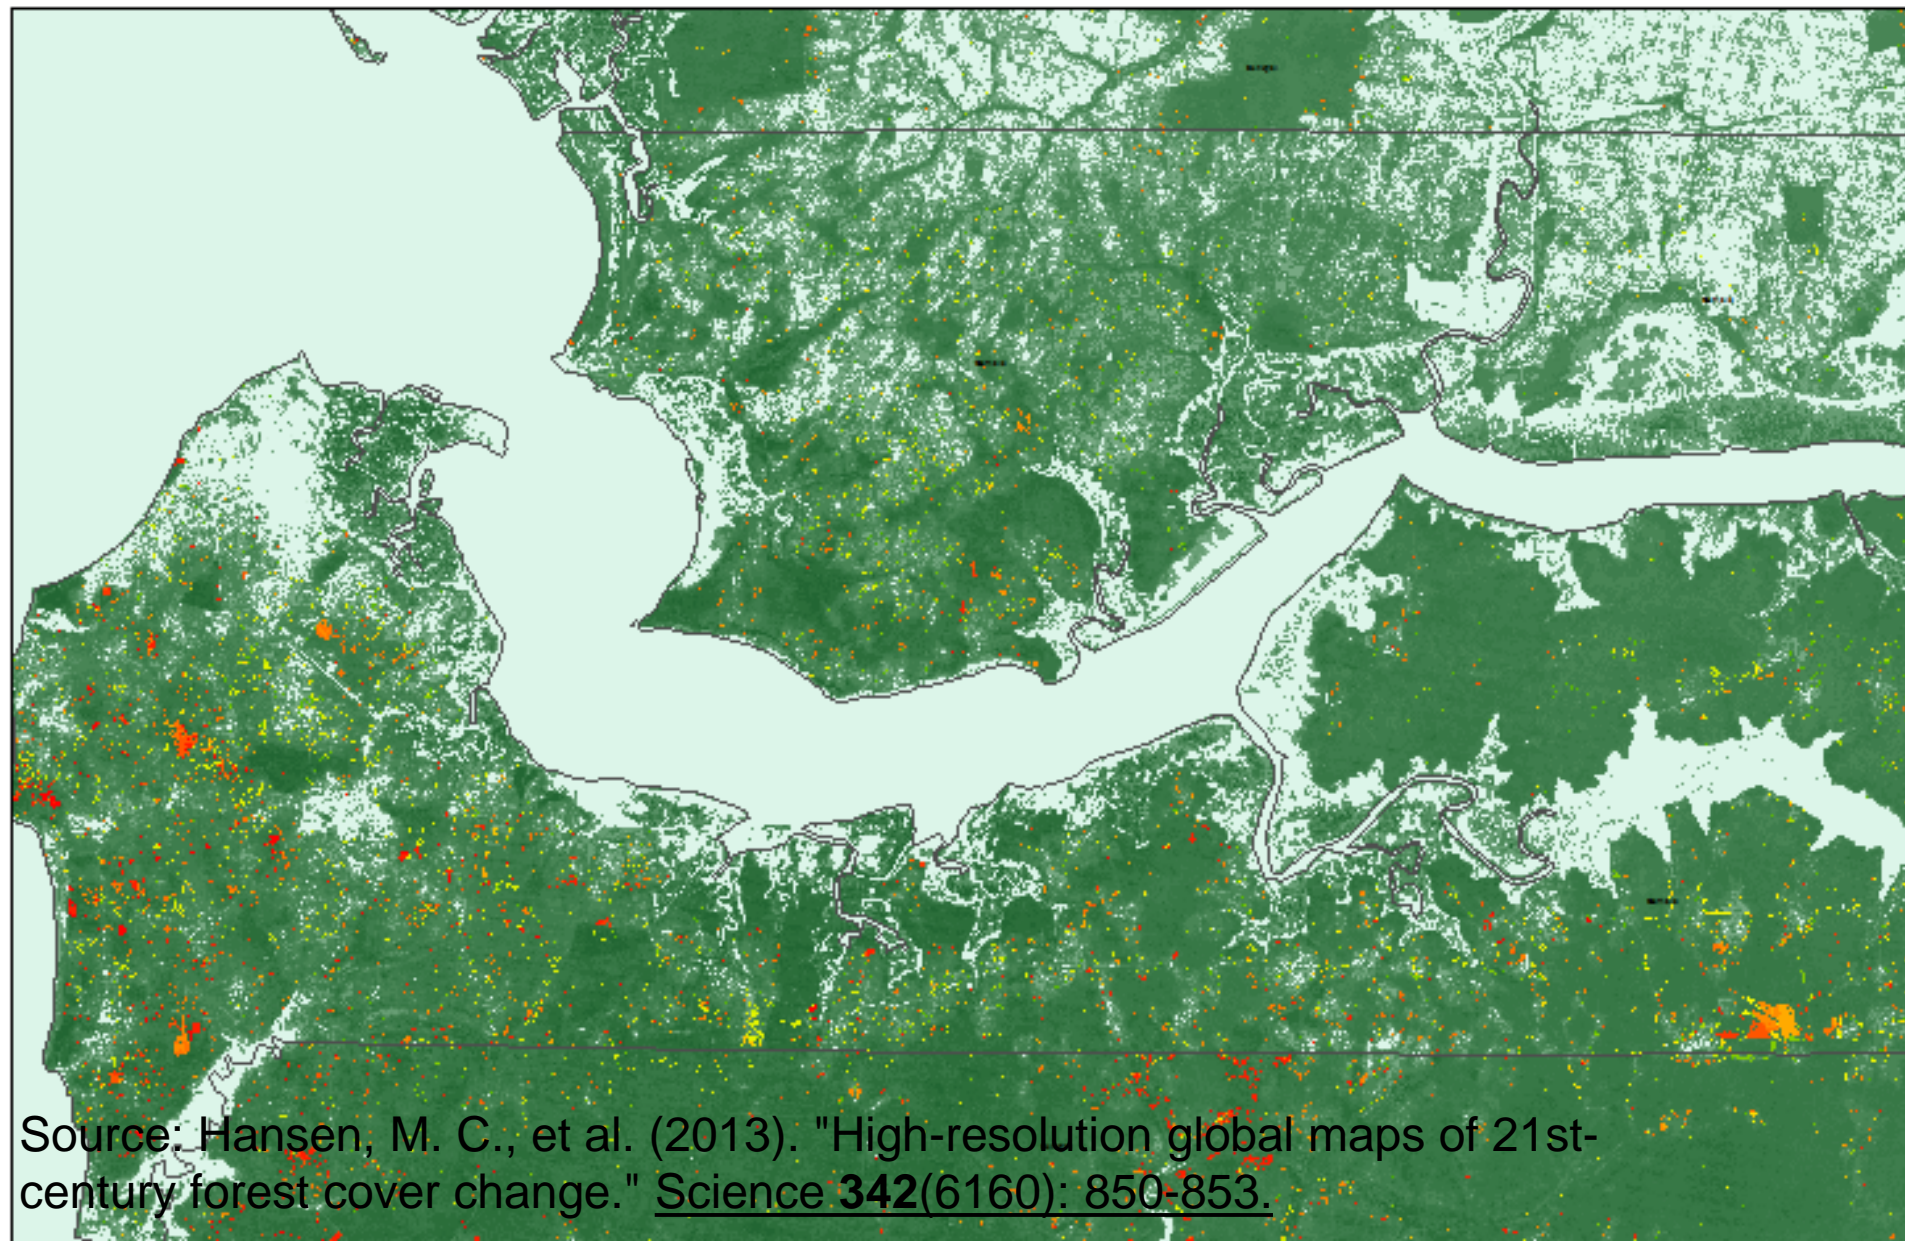 Source: Hansen, M. C., et al. (2013). "High-resolution global maps of 21st-
century forest cover change." Science 342(6160): 850-853.